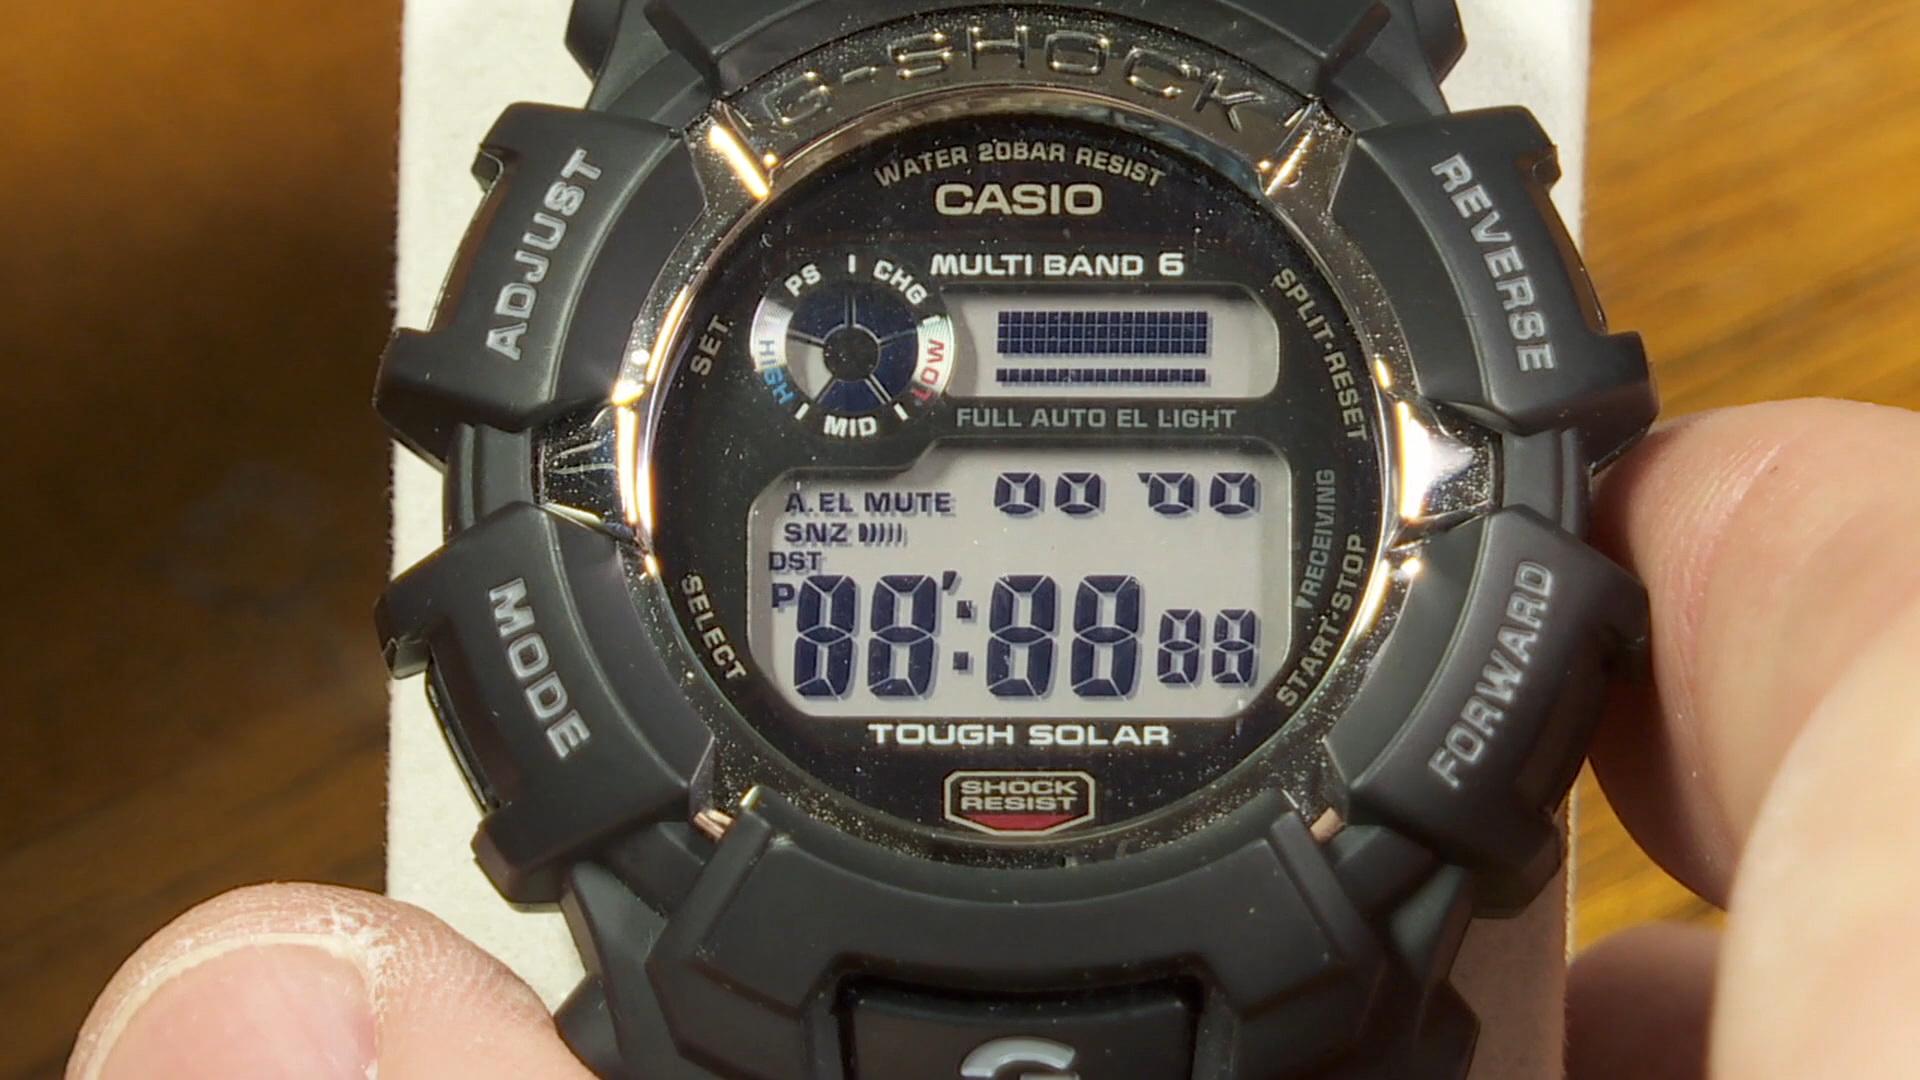 G-SHOCK
WATER 20BAR RESIST
CASIO
MULTI BAND 6
ADJUST
REVERSE
PS
CHG
LOW
MID
HIGH
SET
SPLIT·RESET
FULL AUTO EL LIGHT
A.EL MUTE
00 00
SNZ
DST
P 88':88 88
RECEIVING
MODE
SELECT
START·STOP
FORWARD
TOUGH SOLAR
SHOCK
RESIST
G